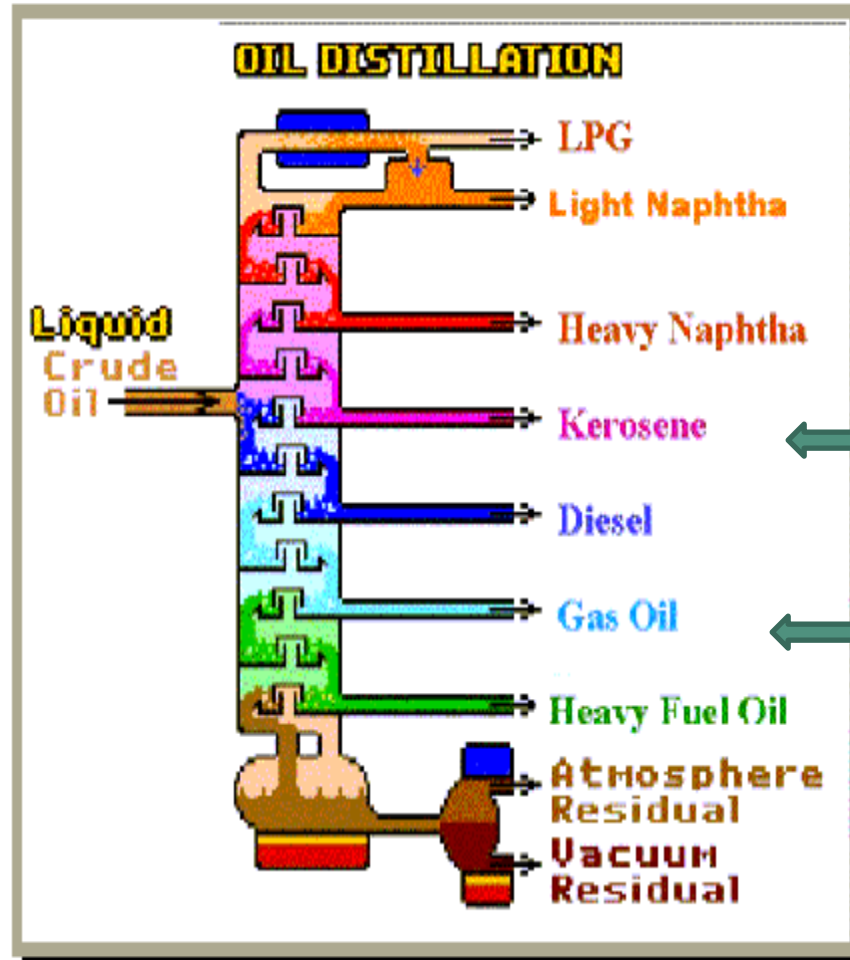 OIL DISTILLATION
LPG
Light Naphtha
Heavy Naphtha
Liquid
Crude
Oil
Kerosene
Diesel
Gas Oil
Heavy Fuel Oil
Atmosphere
Residual
Vacuum
Residual